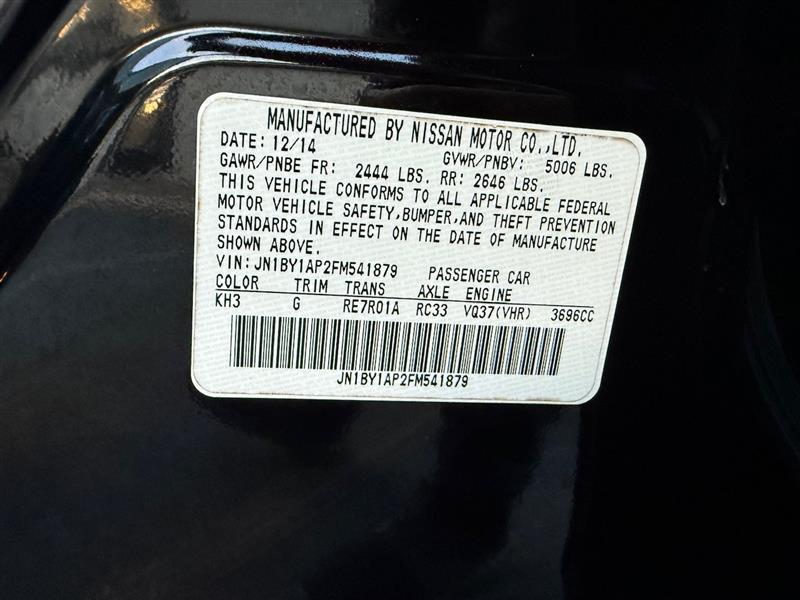 MANUFACTURED BY NISSAN MOTOR CO.,LTD.
DATE: 12/14 GVWR/PNBV: 5006 LBS.
GAWR/PNBE FR: 2444 LBS. RR: 2646 LBS.
THIS VEHICLE CONFORMS TO ALL APPLICABLE FEDERAL
MOTOR VEHICLE SAFETY,BUMPER,AND THEFT PREVENTION
STANDARDS IN EFFECT ON THE DATE OF MANUFACTURE
SHOWN ABOVE.
VIN:JN1BY1AP2FM541879 PASSENGER CAR
COLOR TRIM TRANS AXLE ENGINE
KH3 G RE7R01A RC33 VQ37(VHR) 3696CC
JN1BY1AP2FM541879